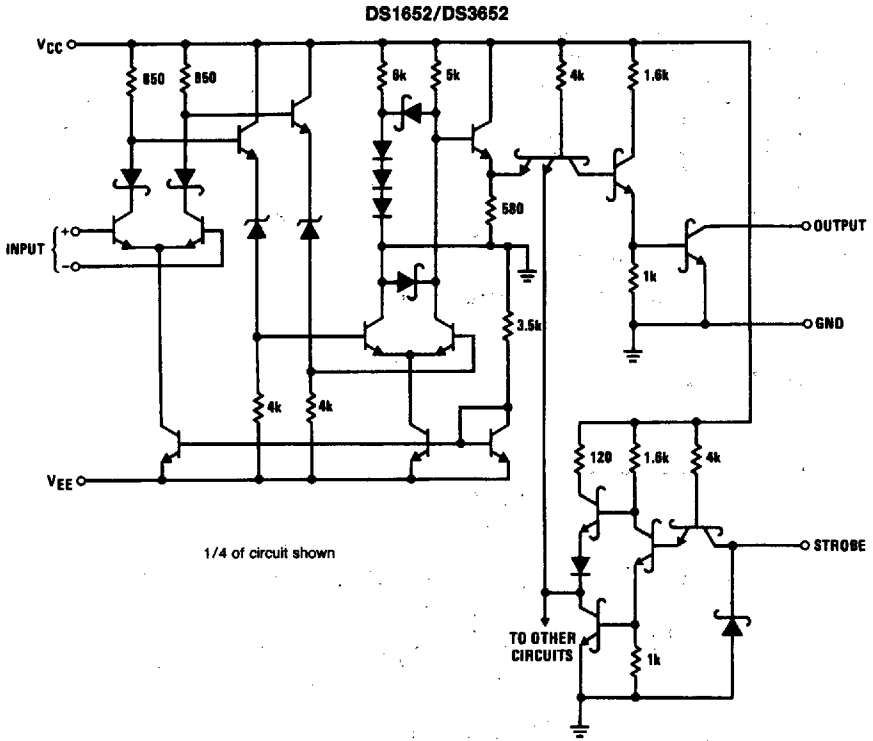 DS1652/DS3652
VCC
850
850
6k
5k
4k
1.6k
580
OUTPUT
INPUT
+
−
1k
GND
3.5k
4k
4k
VEE
120
1.6k
4k
STROBE
1/4 of circuit shown
TO OTHER
CIRCUITS
1k